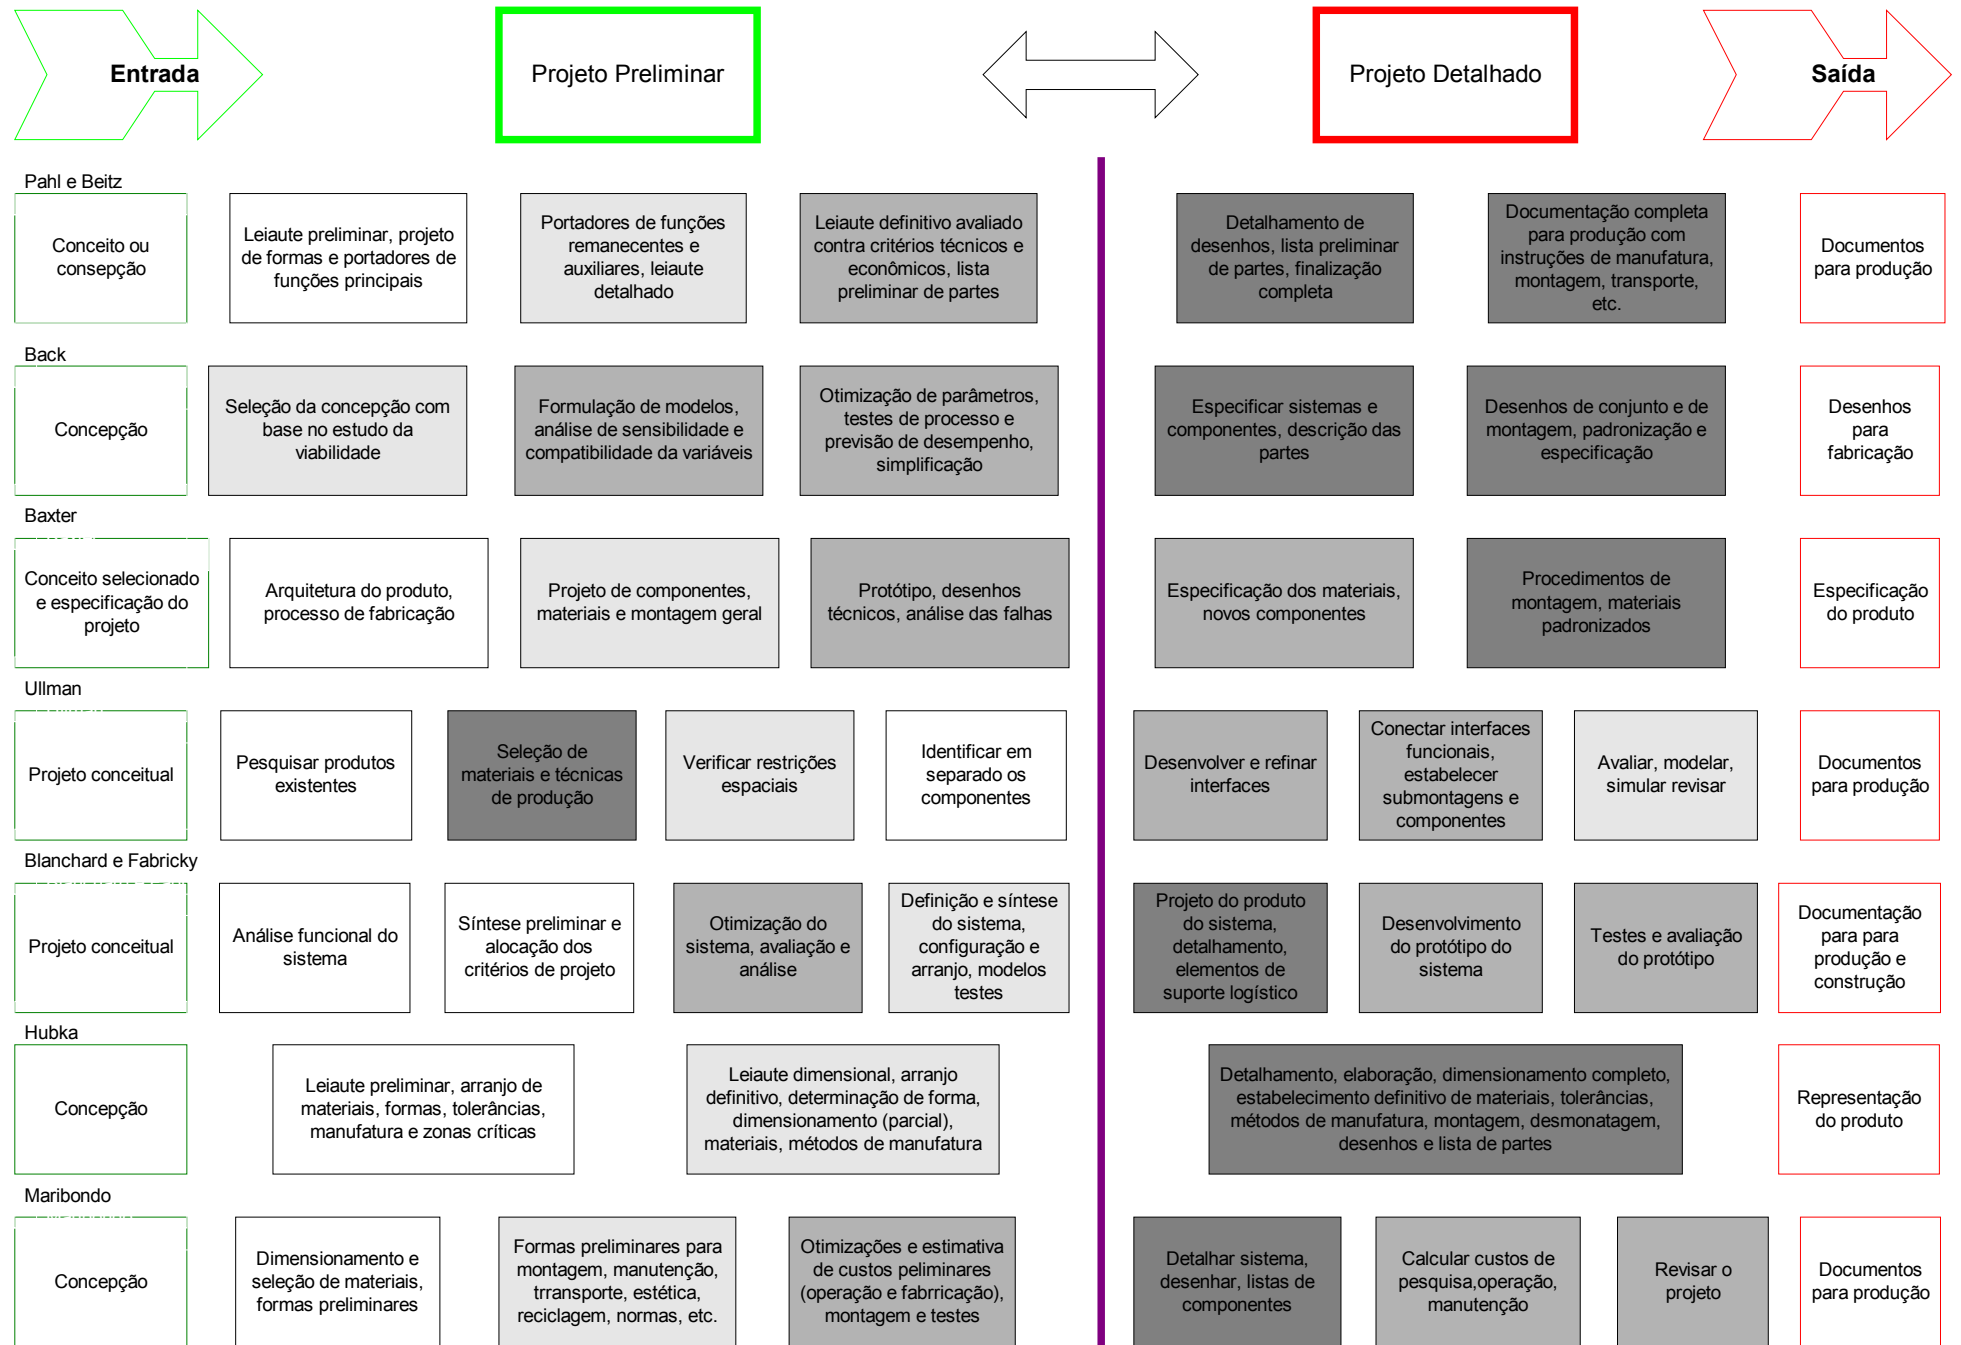 Entrada
Projeto Preliminar
Projeto Detalhado
Saída
Pahl e Beitz
Conceito ou
consepção
Leiaute preliminar, projeto
de formas e portadores de
funções principais
Portadores de funções
remanecentes e
auxiliares, leiaute
detalhado
Leiaute definitivo avaliado
contra critérios técnicos e
econômicos, lista
preliminar de partes
Detalhamento de
desenhos, lista preliminar
de partes, finalização
completa
Documentação completa
para produção com
instruções de manufatura,
montagem, transporte,
etc.
Documentos
para produção
Back
Concepção
Seleção da concepção com
base no estudo da
viabilidade
Formulação de modelos,
análise de sensibilidade e
compatibilidade da variáveis
Otimização de parâmetros,
testes de processo e
previsão de desempenho,
simplificação
Especificar sistemas e
componentes, descrição das
partes
Desenhos de conjunto e de
montagem, padronização e
especificação
Desenhos
para
fabricação
Baxter
Conceito selecionado
e especificação do
projeto
Arquitetura do produto,
processo de fabricação
Projeto de componentes,
materiais e montagem geral
Protótipo, desenhos
técnicos, análise das falhas
Especificação dos materiais,
novos componentes
Procedimentos de
montagem, materiais
padronizados
Especificação
do produto
Ullman
Projeto conceitual
Pesquisar produtos
existentes
Seleção de
materiais e técnicas
de produção
Verificar restrições
espaciais
Identificar em
separado os
componentes
Desenvolver e refinar
interfaces
Conectar interfaces
funcionais,
estabelecer
submontagens e
componentes
Avaliar, modelar,
simular revisar
Documentos
para produção
Blanchard e Fabricky
Projeto conceitual
Análise funcional do
sistema
Síntese preliminar e
alocação dos
critérios de projeto
Otimização do
sistema, avaliação e
análise
Definição e síntese
do sistema,
configuração e
arranjo, modelos
testes
Projeto do produto
do sistema,
detalhamento,
elementos de
suporte logístico
Desenvolvimento
do protótipo do
sistema
Testes e avaliação
do protótipo
Documentação
para para
produção e
construção
Hubka
Concepção
Leiaute preliminar, arranjo de
materiais, formas, tolerâncias,
manufatura e zonas críticas
Leiaute dimensional, arranjo
definitivo, determinação de forma,
dimensionamento (parcial),
materiais, métodos de manufatura
Detalhamento, elaboração, dimensionamento completo,
estabelecimento definitivo de materiais, tolerâncias,
métodos de manufatura, montagem, desmonatagem,
desenhos e lista de partes
Representação
do produto
Maribondo
Concepção
Dimensionamento e
seleção de materiais,
formas preliminares
Formas preliminares para
montagem, manutenção,
trransporte, estética,
reciclagem, normas, etc.
Otimizações e estimativa
de custos peliminares
(operação e fabrricação),
montagem e testes
Detalhar sistema,
desenhar, listas de
componentes
Calcular custos de
pesquisa,operação,
manutenção
Revisar o
projeto
Documentos
para produção